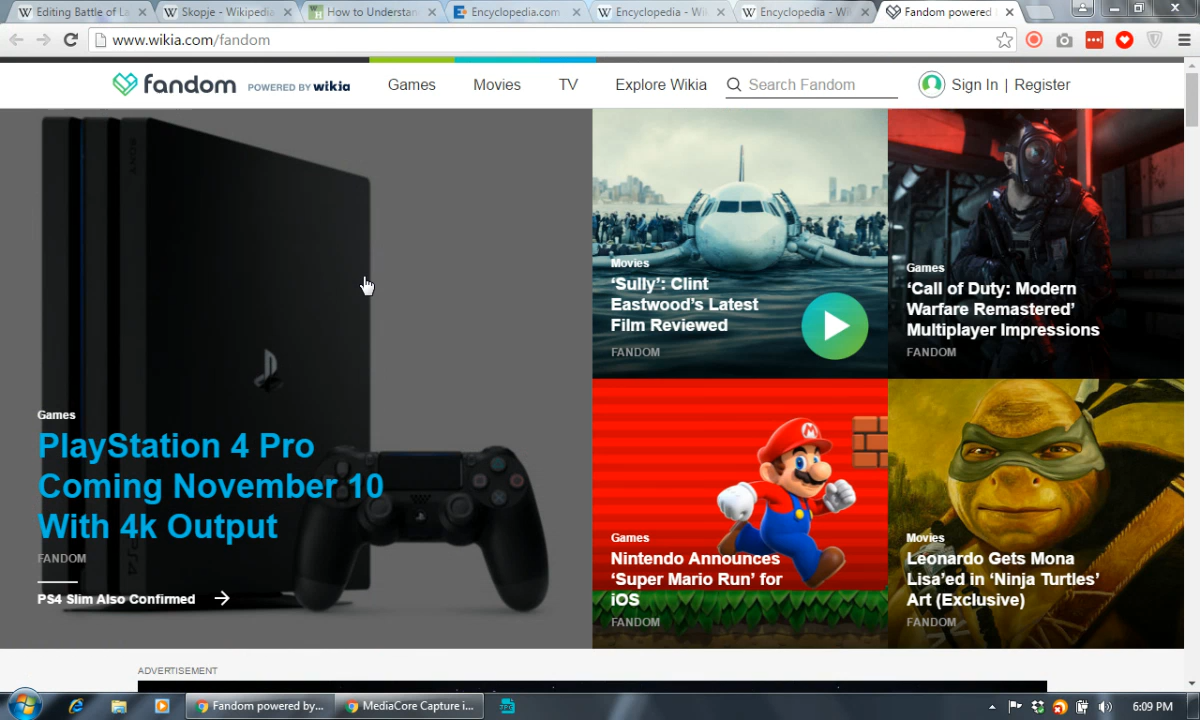 Editing Battle of La
Skopje - Wikipedia
How to Understan
Encyclopedia.com
Encyclopedia - Wi
Encyclopedia - Wi
Fandom powered
www.wikia.com/fandom
fandom POWERED BY wikia
Games
Movies
TV
Explore Wikia
Search Fandom
Sign In | Register
Games
PlayStation 4 Pro
Coming November 10
With 4k Output
FANDOM
PS4 Slim Also Confirmed
Movies
‘Sully’: Clint
Eastwood’s Latest
Film Reviewed
FANDOM
Games
‘Call of Duty: Modern
Warfare Remastered’
Multiplayer Impressions
FANDOM
Games
Nintendo Announces
‘Super Mario Run’ for
iOS
FANDOM
Movies
Leonardo Gets Mona
Lisa’ed in ‘Ninja Turtles’
Art (Exclusive)
FANDOM
ADVERTISEMENT
Fandom powered by...
MediaCore Capture i...
6:09 PM